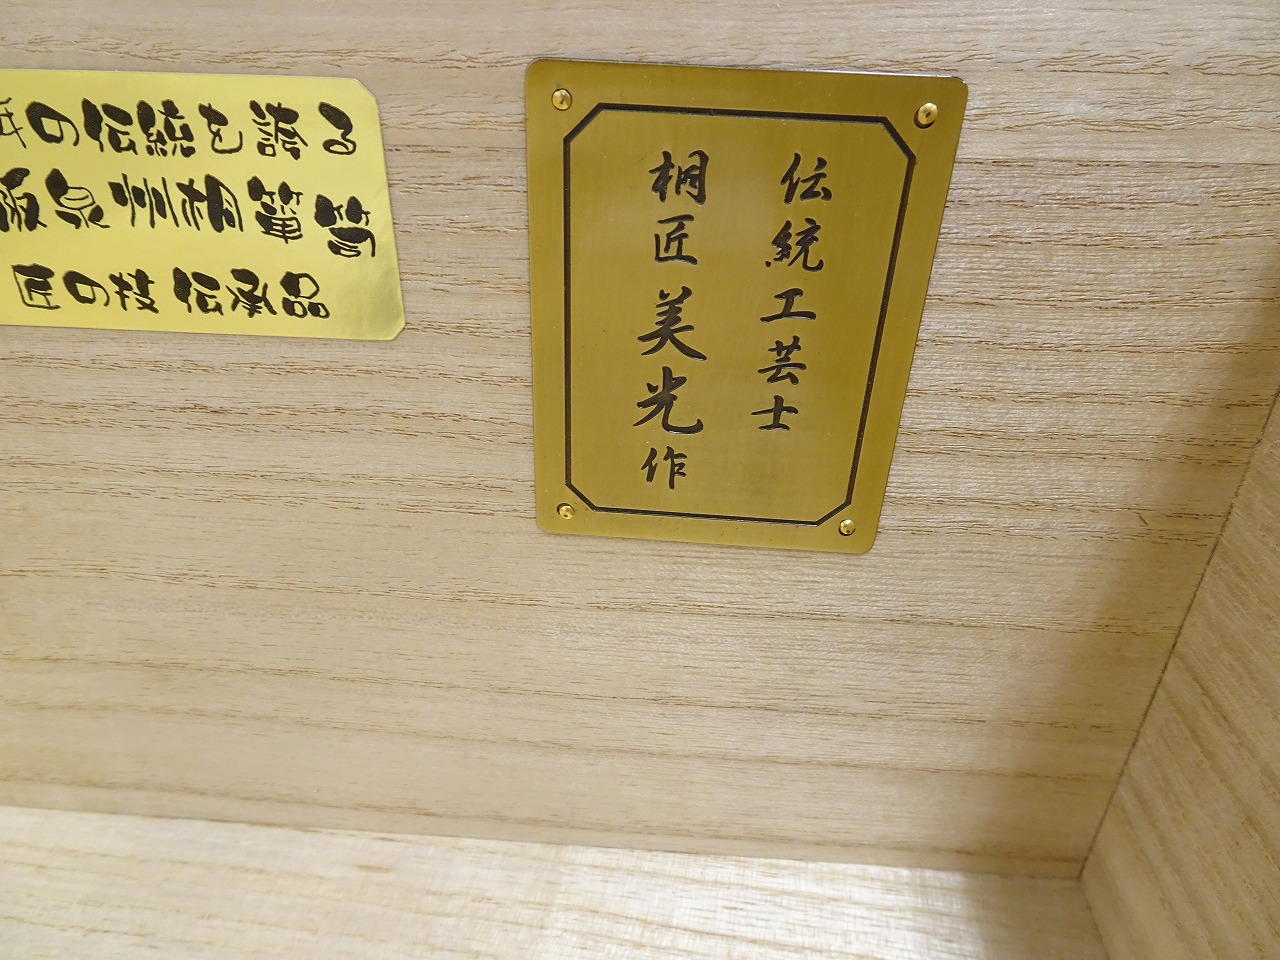 の伝統を誇る
阪泉州桐箪笥
匠の技 伝承品
伝統工芸士
桐匠 美光 作